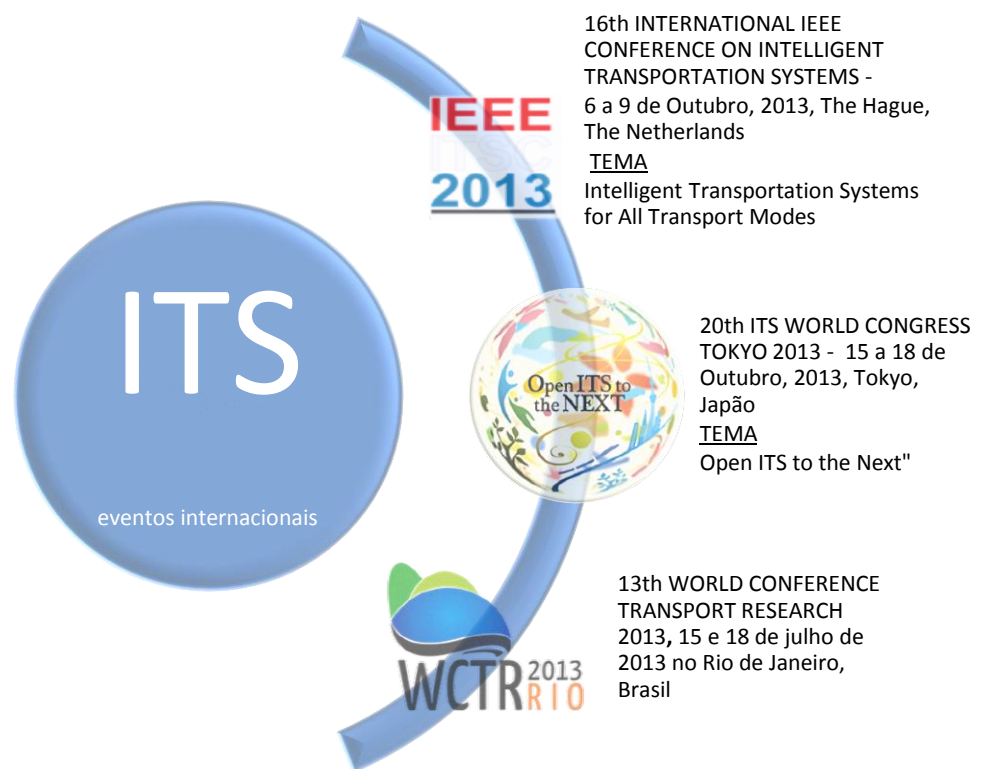 ITS
eventos internacionais
16th INTERNATIONAL IEEE
CONFERENCE ON INTELLIGENT
TRANSPORTATION SYSTEMS -
6 a 9 de Outubro, 2013, The Hague,
The Netherlands
TEMA
Intelligent Transportation Systems
for All Transport Modes
IEEE
ITSC
2013
20th ITS WORLD CONGRESS
TOKYO 2013 - 15 a 18 de
Outubro, 2013, Tokyo,
Japão
TEMA
Open ITS to the Next"
Open ITS to
the NEXT
13th WORLD CONFERENCE
TRANSPORT RESEARCH
2013, 15 e 18 de julho de
2013 no Rio de Janeiro,
Brasil
WCTR 2013
RIO